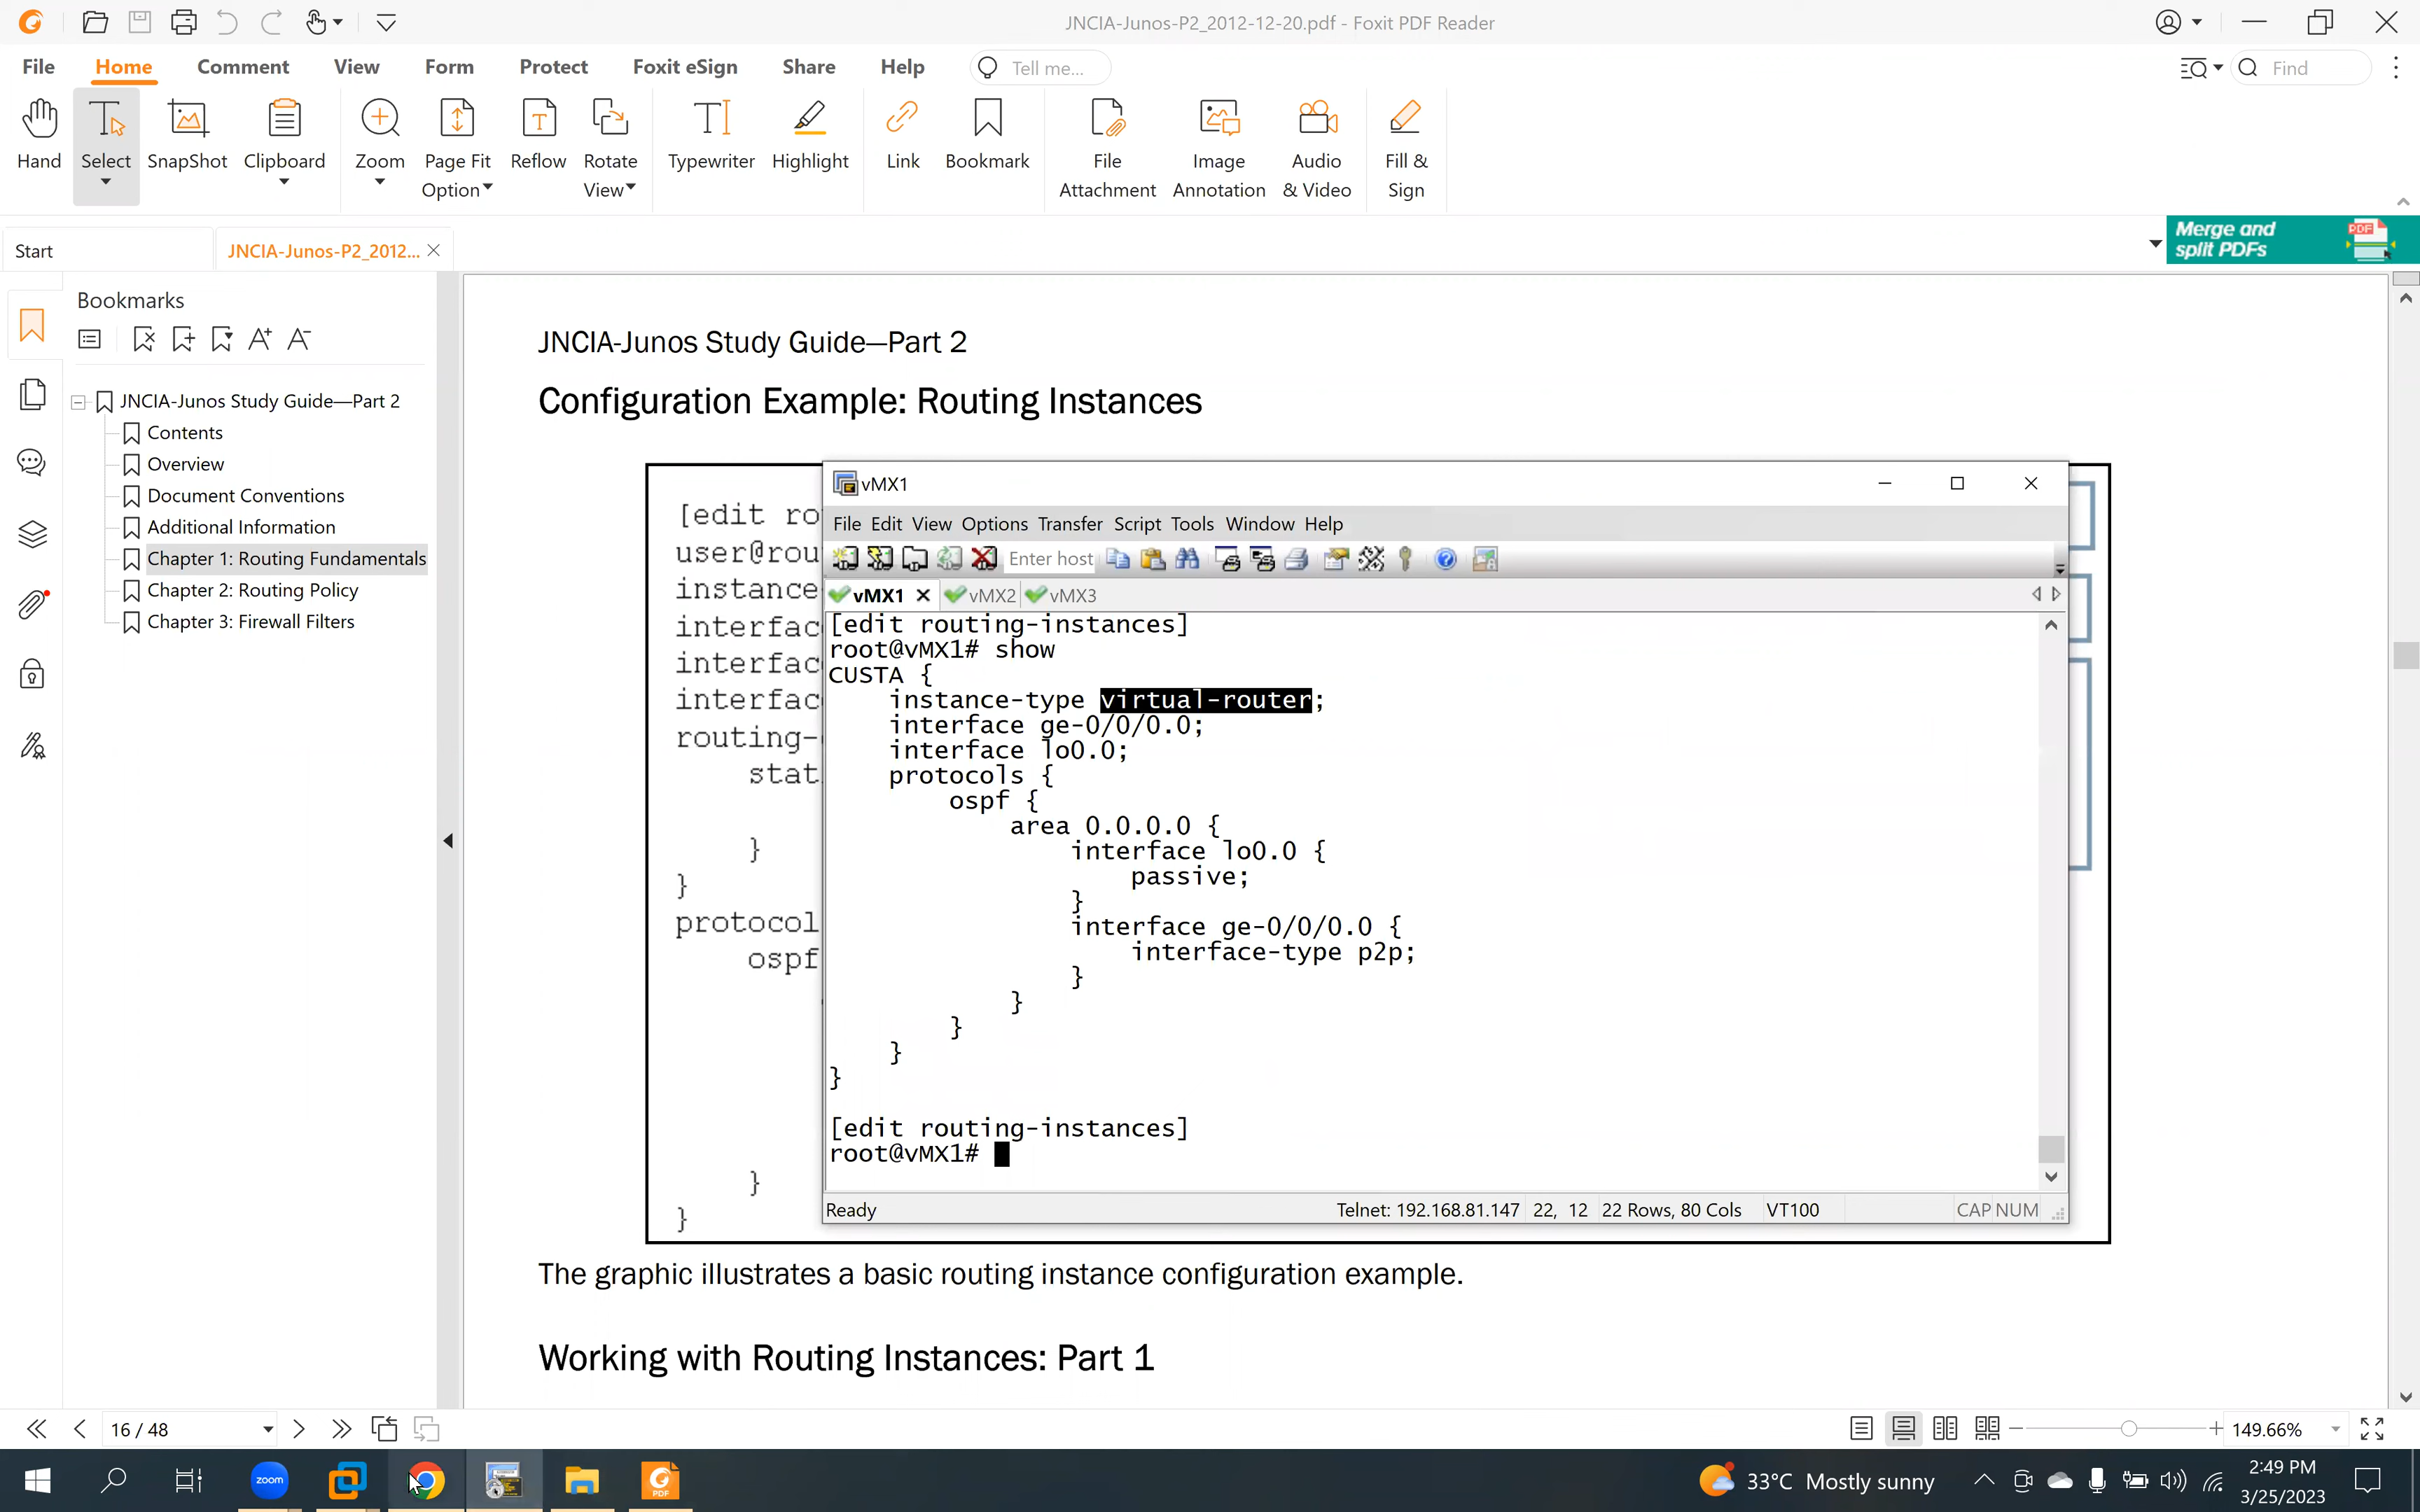 JNCIA-Junos-P2_2012-12-20.pdf - Foxit PDF Reader
File Home Comment View Form Protect Foxit eSign Share Help Tell me... Find
Hand Select SnapShot Clipboard Zoom Page Fit Option Reflow Rotate View Typewriter Highlight Link Bookmark File Attachment Image Annotation Audio & Video Fill & Sign
Start JNCIA-Junos-P2_2012...
Merge and
split PDFs
PDF
Bookmarks
JNCIA-Junos Study Guide—Part 2
Contents
Overview
Document Conventions
Additional Information
Chapter 1: Routing Fundamentals
Chapter 2: Routing Policy
Chapter 3: Firewall Filters
JNCIA-Junos Study Guide—Part 2
Configuration Example: Routing Instances
[edit ro
user@rou
instance
interfac
interfac
interfac
routing-
stat
}
}
protocol
ospf
}
}
vMX1
File Edit View Options Transfer Script Tools Window Help
Enter host
vMX1 vMX2 vMX3
[edit routing-instances]
root@vMX1# show
CUSTA {
instance-type virtual-router;
interface ge-0/0/0.0;
interface lo0.0;
protocols {
ospf {
area 0.0.0.0 {
interface lo0.0 {
passive;
}
interface ge-0/0/0.0 {
interface-type p2p;
}
}
}
}
}
[edit routing-instances]
root@vMX1#
Ready Telnet: 192.168.81.147 22, 12 22 Rows, 80 Cols VT100 CAP NUM
The graphic illustrates a basic routing instance configuration example.
Working with Routing Instances: Part 1
16 / 48 149.66%
zoom
PDF
33°C Mostly sunny
2:49 PM
3/25/2023